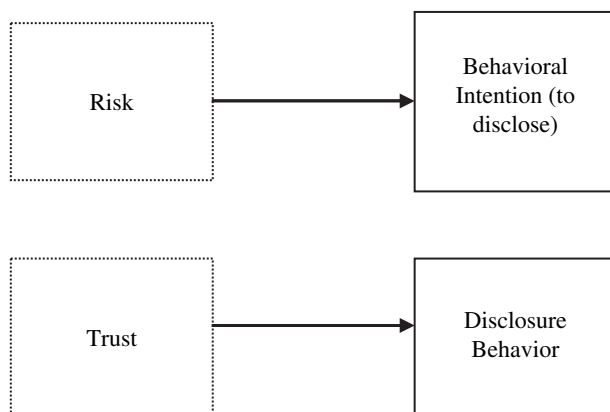 Risk
Behavioral
Intention (to
disclose)
Trust
Disclosure
Behavior